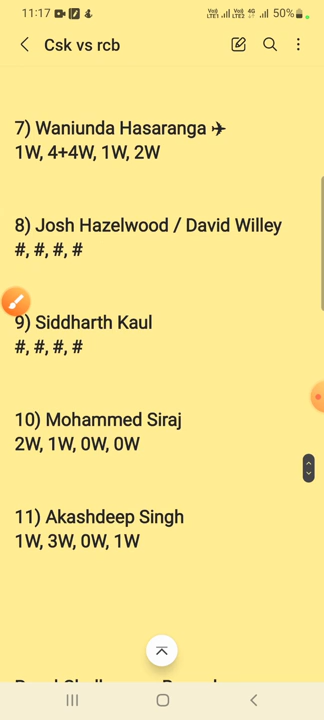 11:17 50%
Csk vs rcb
7) Waniunda Hasaranga ✈
1W, 4+4W, 1W, 2W
8) Josh Hazelwood / David Willey
#, #, #, #
9) Siddharth Kaul
#, #, #, #
10) Mohammed Siraj
2W, 1W, 0W, 0W
11) Akashdeep Singh
1W, 3W, 0W, 1W